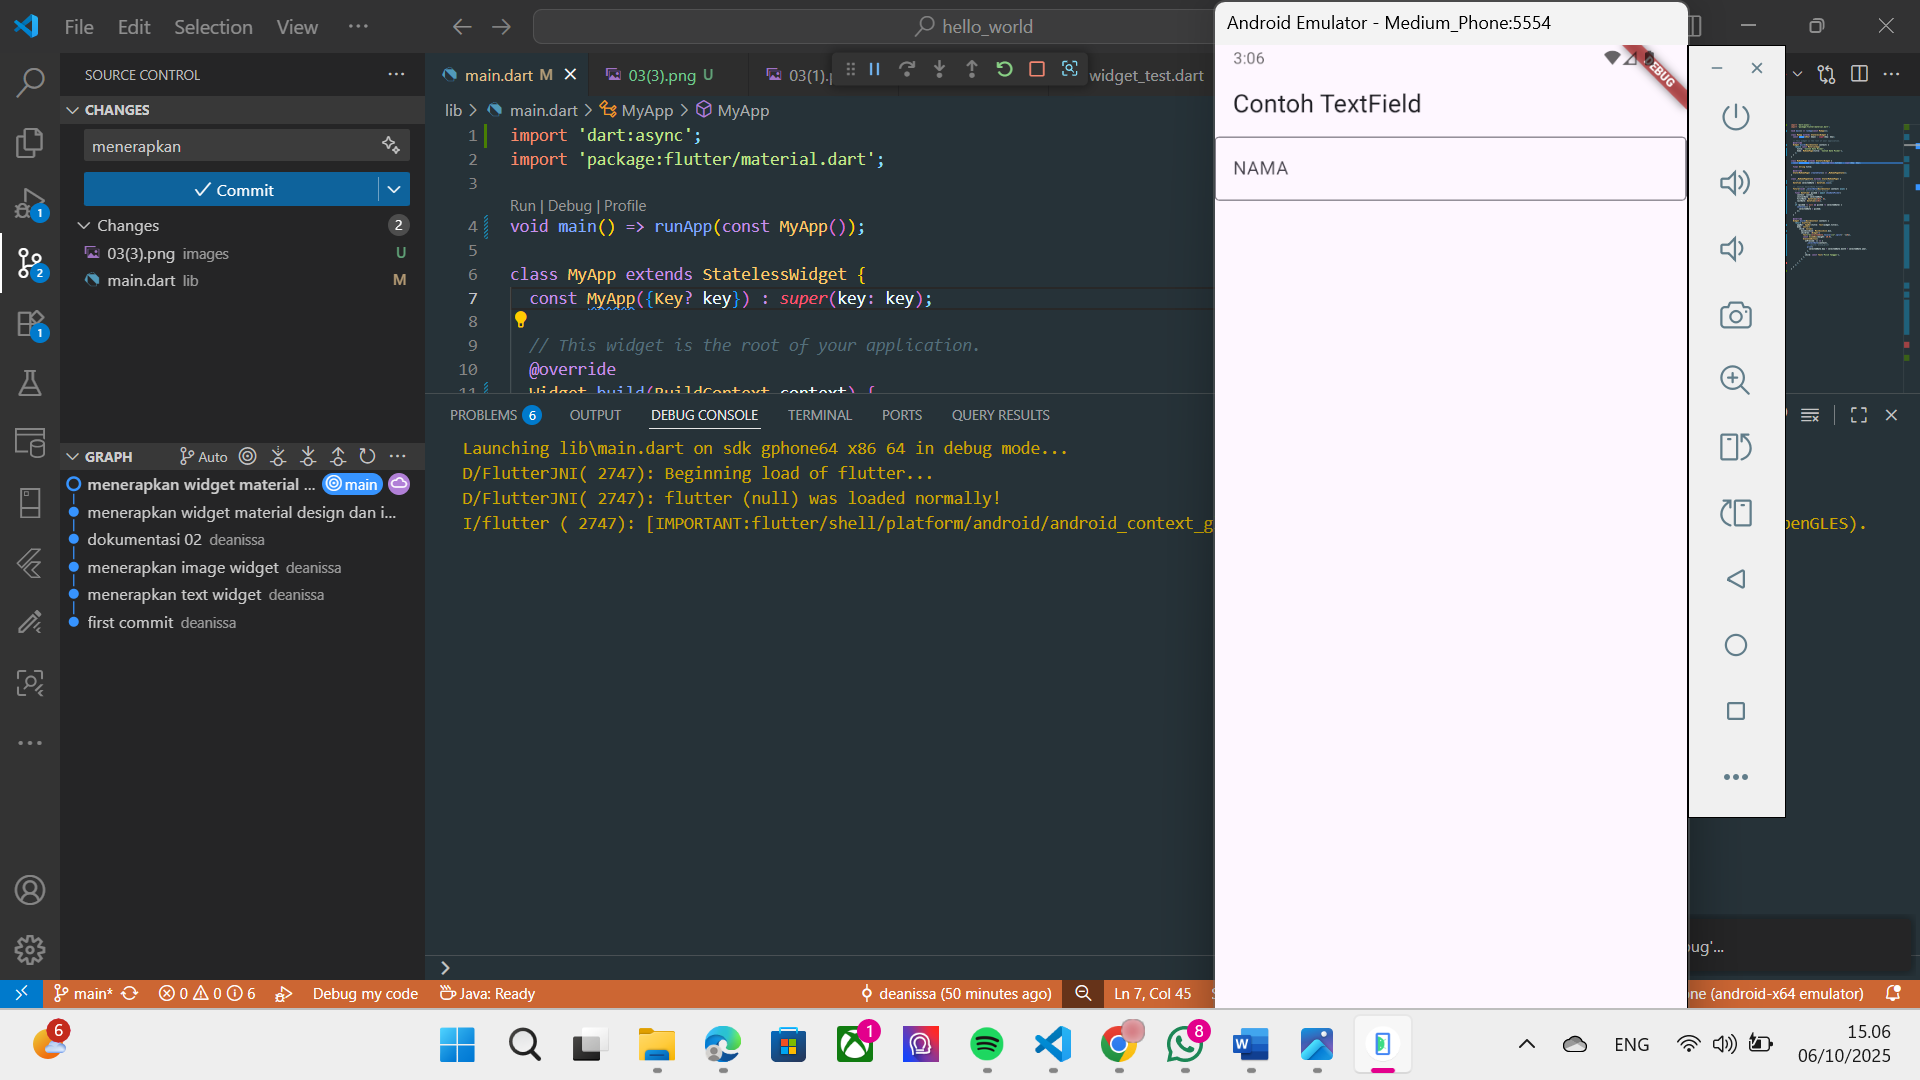 File Edit Selection View
hello_world
Android Emulator - Medium_Phone:5554
SOURCE CONTROL
main.dart M
03(3).png U
03(1).p
widget_test.dart
CHANGES
menerapkan
Commit
Changes 2
03(3).png images U
main.dart lib M
lib > main.dart > MyApp > MyApp
1 import 'dart:async';
2 import 'package:flutter/material.dart';
3
Run | Debug | Profile
4 void main() => runApp(const MyApp());
5
6 class MyApp extends StatelessWidget {
7 const MyApp({Key? key}) : super(key: key);
8
9 // This widget is the root of your application.
10 @override
11 Widget build(BuildContext context) {
3:06
DEBUG
Contoh TextField
NAMA
PROBLEMS 6 OUTPUT DEBUG CONSOLE TERMINAL PORTS QUERY RESULTS
Launching lib\main.dart on sdk gphone64 x86 64 in debug mode...
D/FlutterJNI( 2747): Beginning load of flutter...
D/FlutterJNI( 2747): flutter (null) was loaded normally!
I/flutter ( 2747): [IMPORTANT:flutter/shell/platform/android/android_context_g
penGLES).
GRAPH Auto
menerapkan widget material ... main
menerapkan widget material design dan i...
dokumentasi 02 deanissa
menerapkan image widget deanissa
menerapkan text widget deanissa
first commit deanissa
1
2
1
bug'...
main* 0 0 6 Debug my code Java: Ready
deanissa (50 minutes ago) Ln 7, Col 45
one (android-x64 emulator)
6
1
8
ENG
15.06
06/10/2025